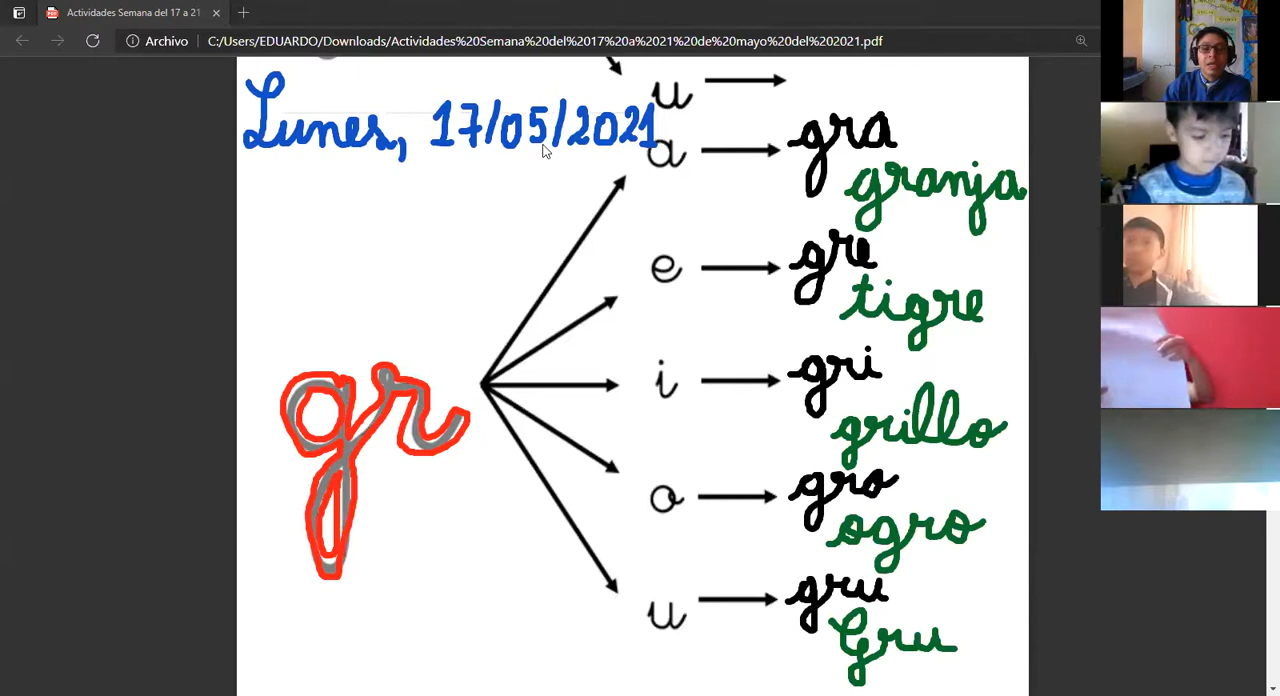 Actividades Semana del 17 a 21
Archivo C:/Users/EDUARDO/Downloads/Actividades%20Semana%20del%2017%20a%2021%20de%20mayo%20del%202021.pdf
u
Lunes, 17/05/2021
a gra
granja
e gre
tigre
gr i gri
grillo
o gro
ogro
u gru
Gru